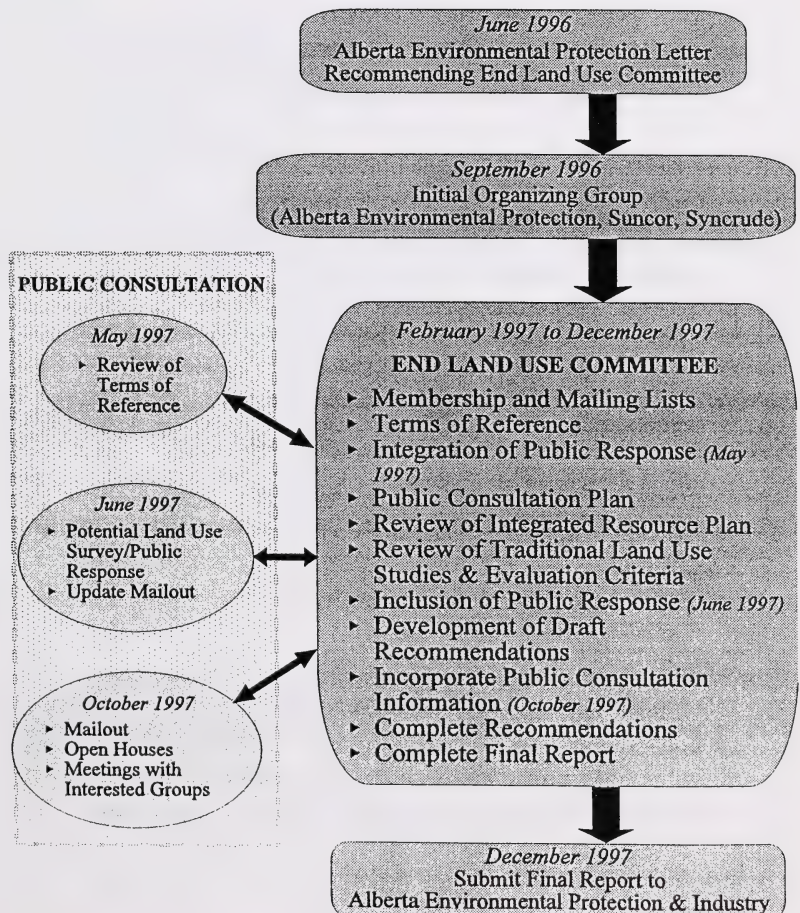 June 1996
Alberta Environmental Protection Letter
Recommending End Land Use Committee
September 1996
Initial Organizing Group
(Alberta Environmental Protection, Suncor, Syncrude)
PUBLIC CONSULTATION
May 1997
▸ Review of
Terms of
Reference
June 1997
▸ Potential Land Use
Survey/Public
Response
▸ Update Mailout
October 1997
▸ Mailout
▸ Open Houses
▸ Meetings with
Interested Groups
February 1997 to December 1997
END LAND USE COMMITTEE
▸ Membership and Mailing Lists
▸ Terms of Reference
▸ Integration of Public Response (May
1997)
▸ Public Consultation Plan
▸ Review of Integrated Resource Plan
▸ Review of Traditional Land Use
Studies & Evaluation Criteria
▸ Inclusion of Public Response (June 1997)
▸ Development of Draft
Recommendations
▸ Incorporate Public Consultation
Information (October 1997)
▸ Complete Recommendations
▸ Complete Final Report
December 1997
Submit Final Report to
Alberta Environmental Protection & Industry